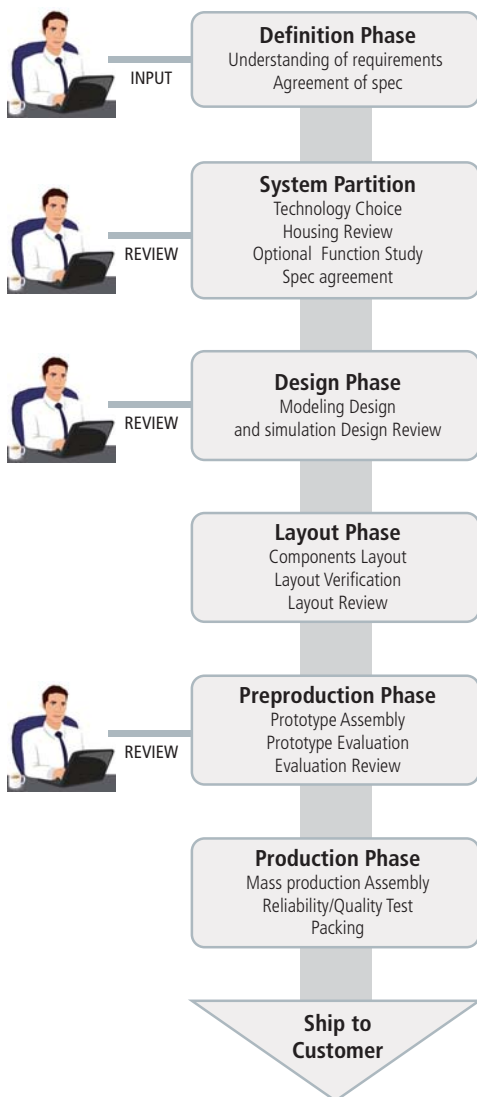 Definition Phase
Understanding of requirements
Agreement of spec
INPUT
System Partition
Technology Choice
Housing Review
Optional Function Study
Spec agreement
REVIEW
Design Phase
Modeling Design
and simulation Design Review
REVIEW
Layout Phase
Components Layout
Layout Verification
Layout Review
Preproduction Phase
Prototype Assembly
Prototype Evaluation
Evaluation Review
REVIEW
Production Phase
Mass production Assembly
Reliability/Quality Test
Packing
Ship to
Customer